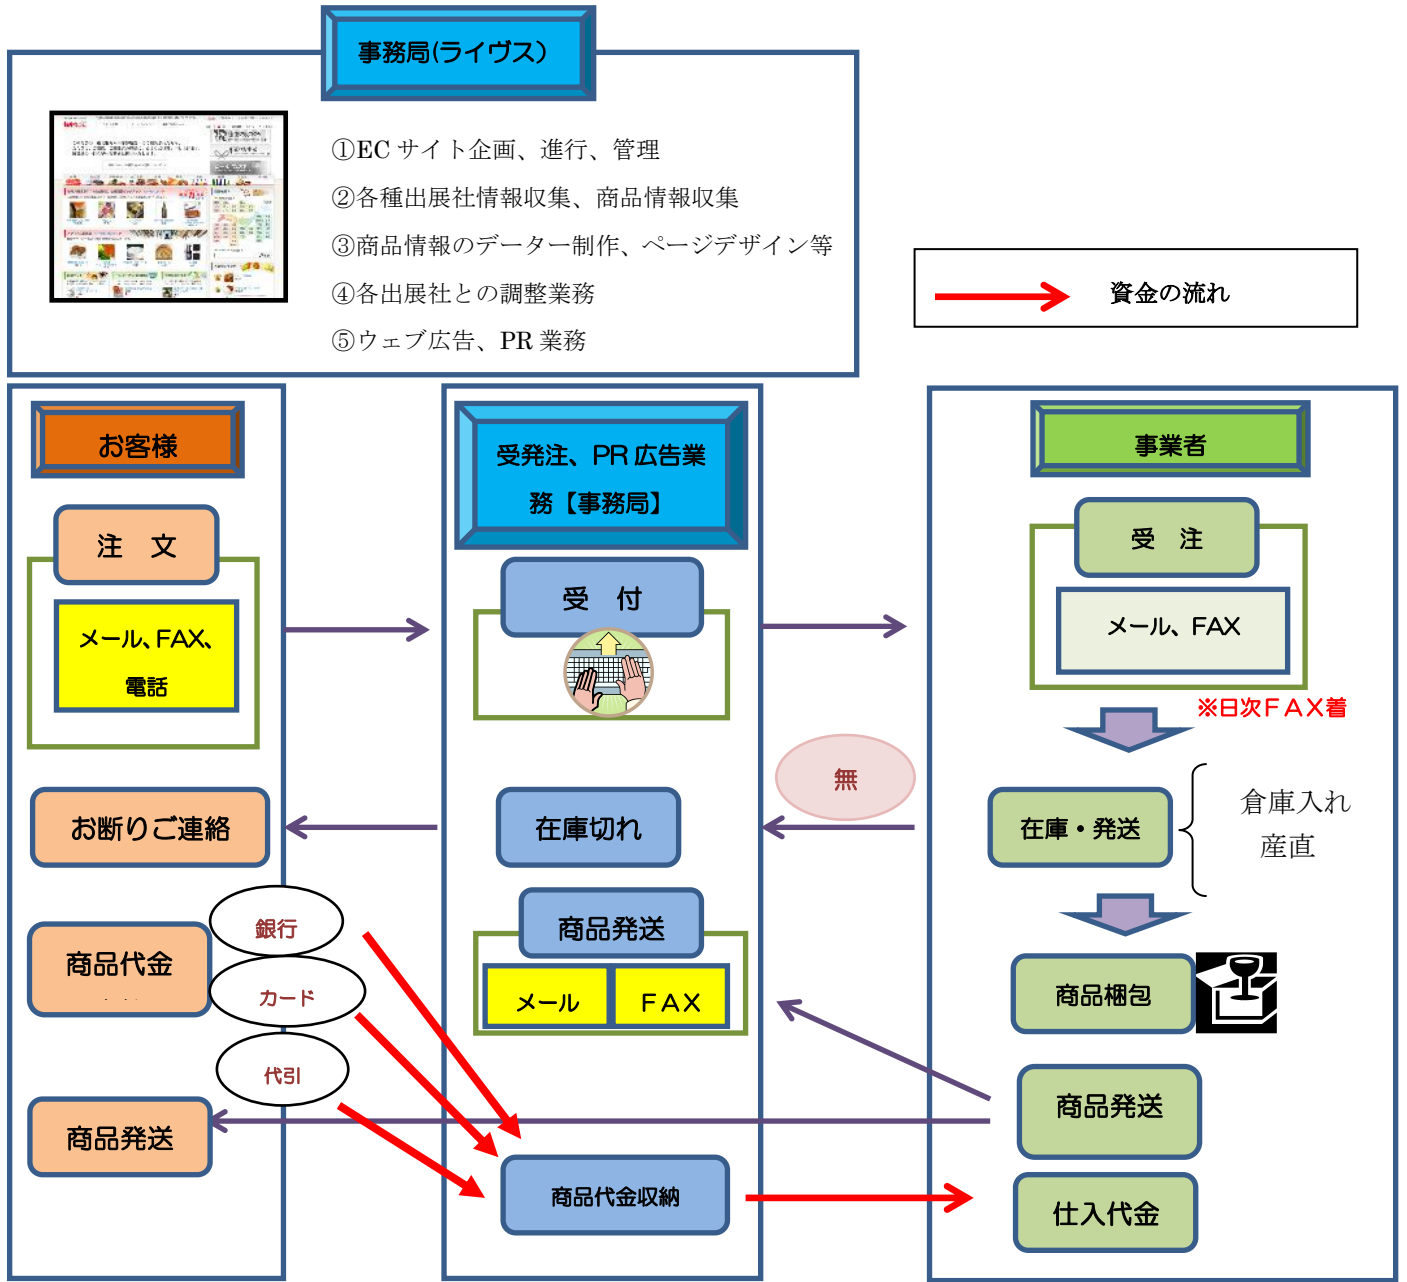 事務局(ライヴス）
①EC サイト企画、進行、管理
②各種出展社情報収集、商品情報収集
③商品情報のデーター制作、ページデザイン等
④各出展社との調整業務
⑤ウェブ広告、PR 業務
資金の流れ
お客様
注　文
メール、FAX、
電話
お断りご連絡
商品代金
銀行
カード
代引
商品発送
受発注、PR 広告業
務【事務局】
受　付
在庫切れ
商品発送
メール
ＦＡＸ
商品代金収納
無
事業者
受　注
メール、FAX
※日次ＦＡＸ着
在庫・発送
倉庫入れ
産直
商品梱包
商品発送
仕入代金